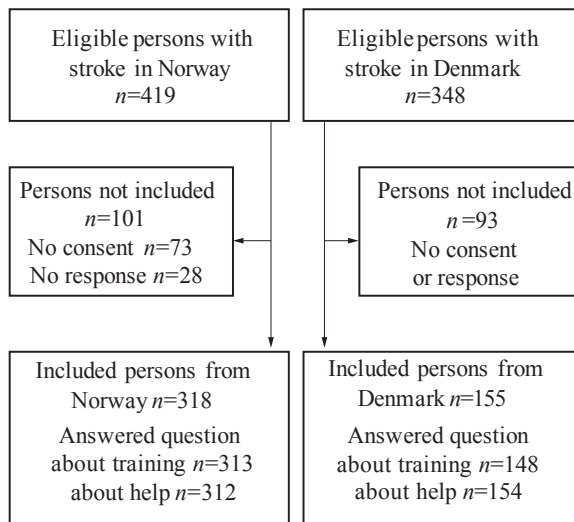 Eligible persons with
stroke in Norway
n=419
Eligible persons with
stroke in Denmark
n=348
Persons not included
n=101
No consent n=73
No response n=28
Persons not included
n=93
No consent
or response
Included persons from
Norway n=318
Answered question
about training n=313
about help n=312
Included persons from
Denmark n=155
Answered question
about training n=148
about help n=154